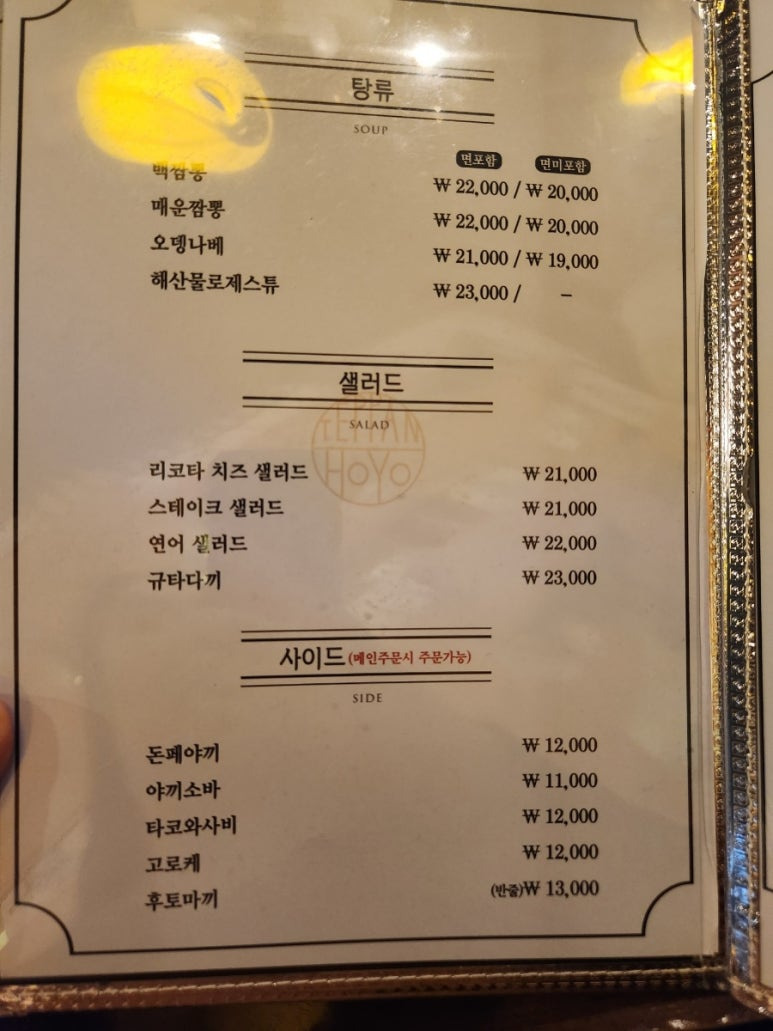 탕류
SOUP
면포함 면미포함
백짬뽕 ₩ 22,000 / ₩ 20,000
매운짬뽕 ₩ 22,000 / ₩ 20,000
오뎅나베 ₩ 21,000 / ₩ 19,000
해산물로제스튜 ₩ 23,000 / –
샐러드
SALAD
TEPPAN
HOYO
리코타 치즈 샐러드 ₩ 21,000
스테이크 샐러드 ₩ 21,000
연어 샐러드 ₩ 22,000
규타다끼 ₩ 23,000
사이드 (메인주문시 주문가능)
SIDE
돈페야끼 ₩ 12,000
야끼소바 ₩ 11,000
타코와사비 ₩ 12,000
고로케 ₩ 12,000
후토마끼 (반줄)₩ 13,000